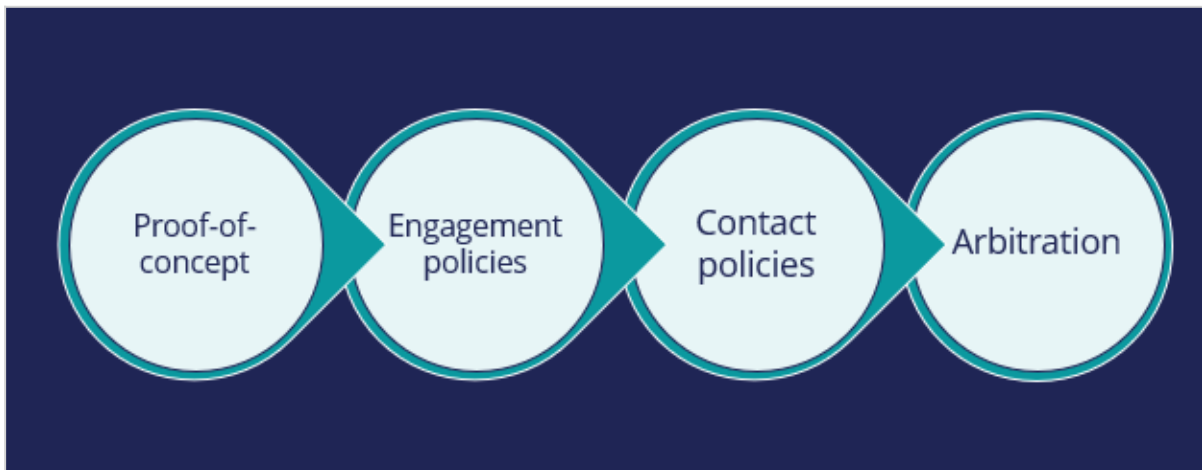 Proof-of-
concept
Engagement
policies
Contact
policies
Arbitration